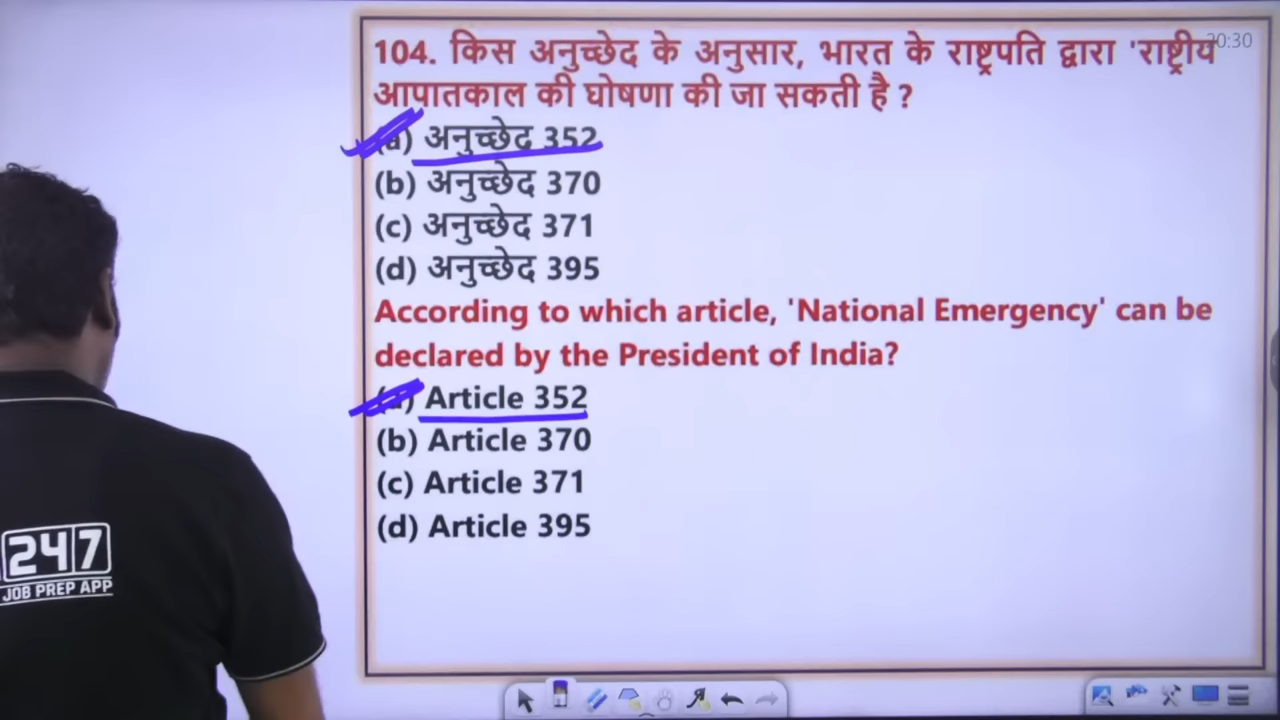 104. किस अनुच्छेद के अनुसार, भारत के राष्ट्रपति द्वारा 'राष्ट्रीय
20:30
आपातकाल की घोषणा की जा सकती है ?
(a) अनुच्छेद 352
(b) अनुच्छेद 370
(c) अनुच्छेद 371
(d) अनुच्छेद 395
According to which article, 'National Emergency' can be
declared by the President of India?
(a) Article 352
(b) Article 370
(c) Article 371
(d) Article 395
247
JOB PREP APP